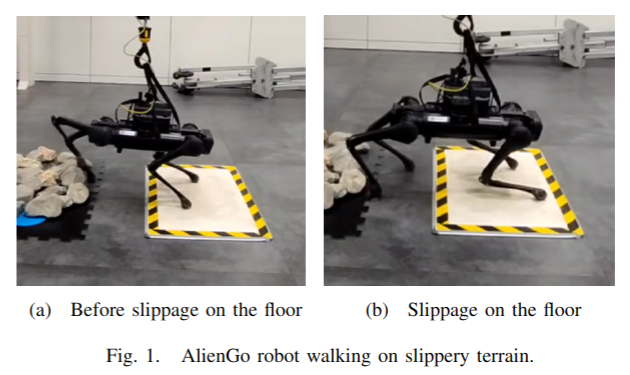 (a) Before slippage on the floor
(b) Slippage on the floor
Fig. 1. AlienGo robot walking on slippery terrain.